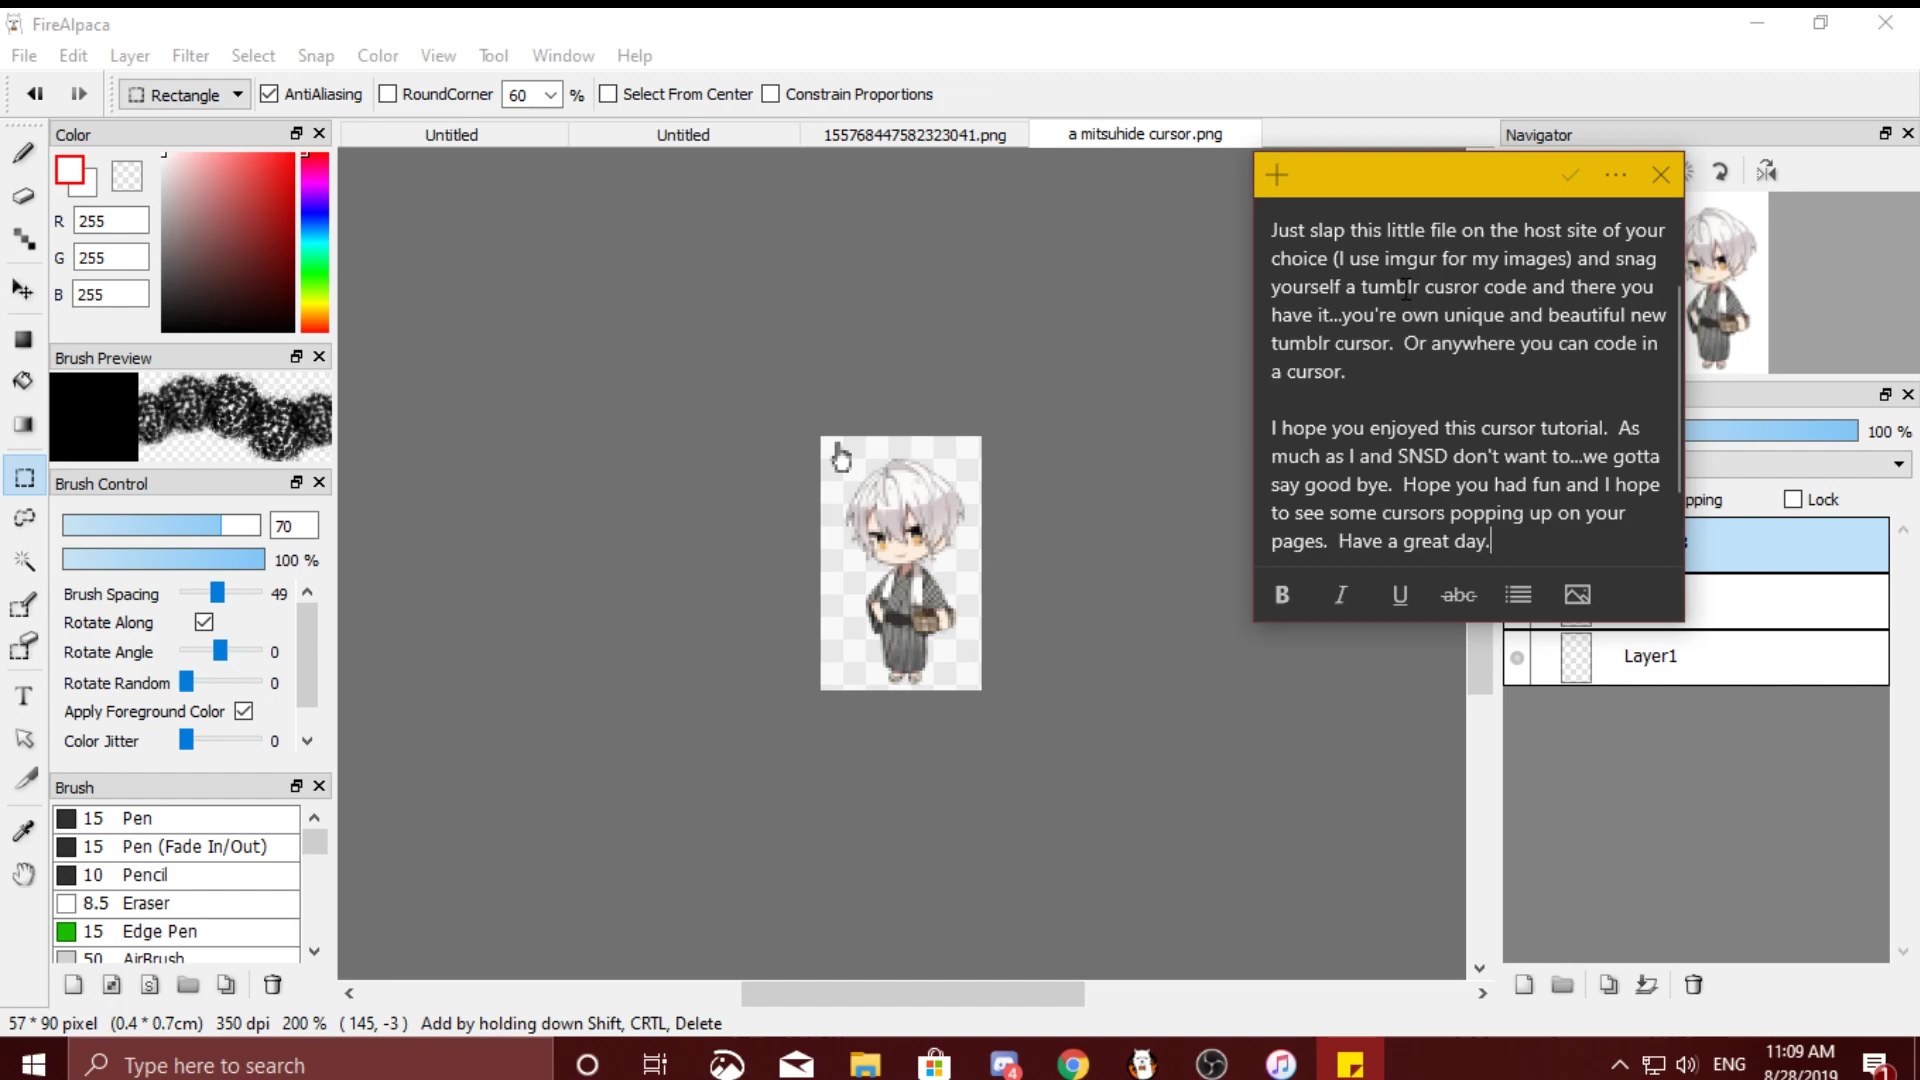 FireAlpaca
File Edit Layer Filter Select Snap Color View Tool Window Help
Rectangle AntiAliasing RoundCorner 60 % Select From Center Constrain Proportions
Color
Untitled
Untitled
155768447582323041.png
a mitsuhide cursor.png
Navigator
R 255
G 255
B 255
Brush Preview
Brush Control
70
100 %
Brush Spacing 49
Rotate Along
Rotate Angle 0
Rotate Random 0
Apply Foreground Color
Color Jitter 0
Brush
15 Pen
15 Pen (Fade In/Out)
10 Pencil
8.5 Eraser
15 Edge Pen
50 AirBrush
Just slap this little file on the host site of your
choice (I use imgur for my images) and snag
yourself a tumblr cusror code and there you
have it...you're own unique and beautiful new
tumblr cursor. Or anywhere you can code in
a cursor.
I hope you enjoyed this cursor tutorial. As
much as I and SNSD don't want to...we gotta
say good bye. Hope you had fun and I hope
to see some cursors popping up on your
pages. Have a great day.
B I U abc
100 %
pping Lock
Layer1
57 * 90 pixel (0.4 * 0.7cm) 350 dpi 200 % ( 145, -3 ) Add by holding down Shift, CRTL, Delete
Type here to search
4
ENG
11:09 AM
8/28/2019
1